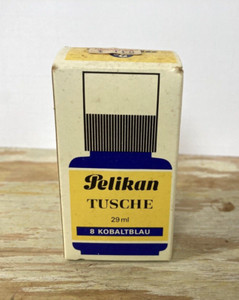 Pelikan
TUSCHE
29 ml
8 KOBALTBLAU